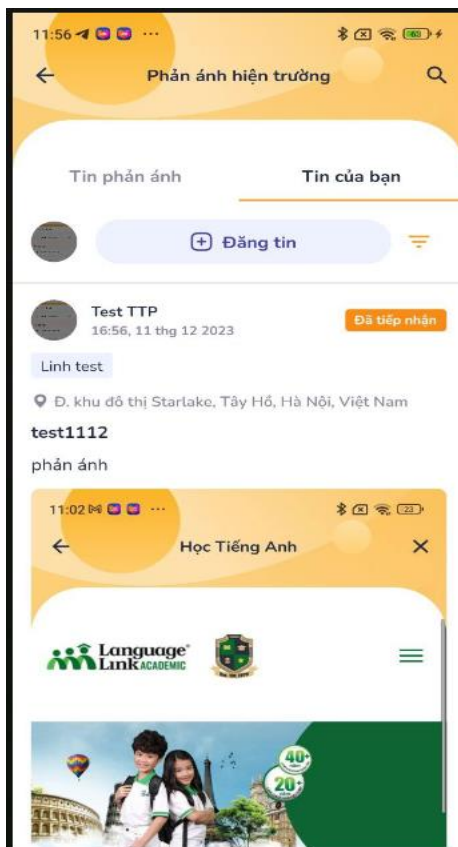 11:56 ...
63
Phản ánh hiện trường
Tin phản ánh
Tin của bạn
Đăng tin
Test TTP
16:56, 11 thg 12 2023
Đã tiếp nhận
Linh test
Đ. khu đô thị Starlake, Tây Hồ, Hà Nội, Việt Nam
test1112
phản ánh
11:02 ...
23
Học Tiếng Anh
Language
Link ACADEMIC
40+
20+